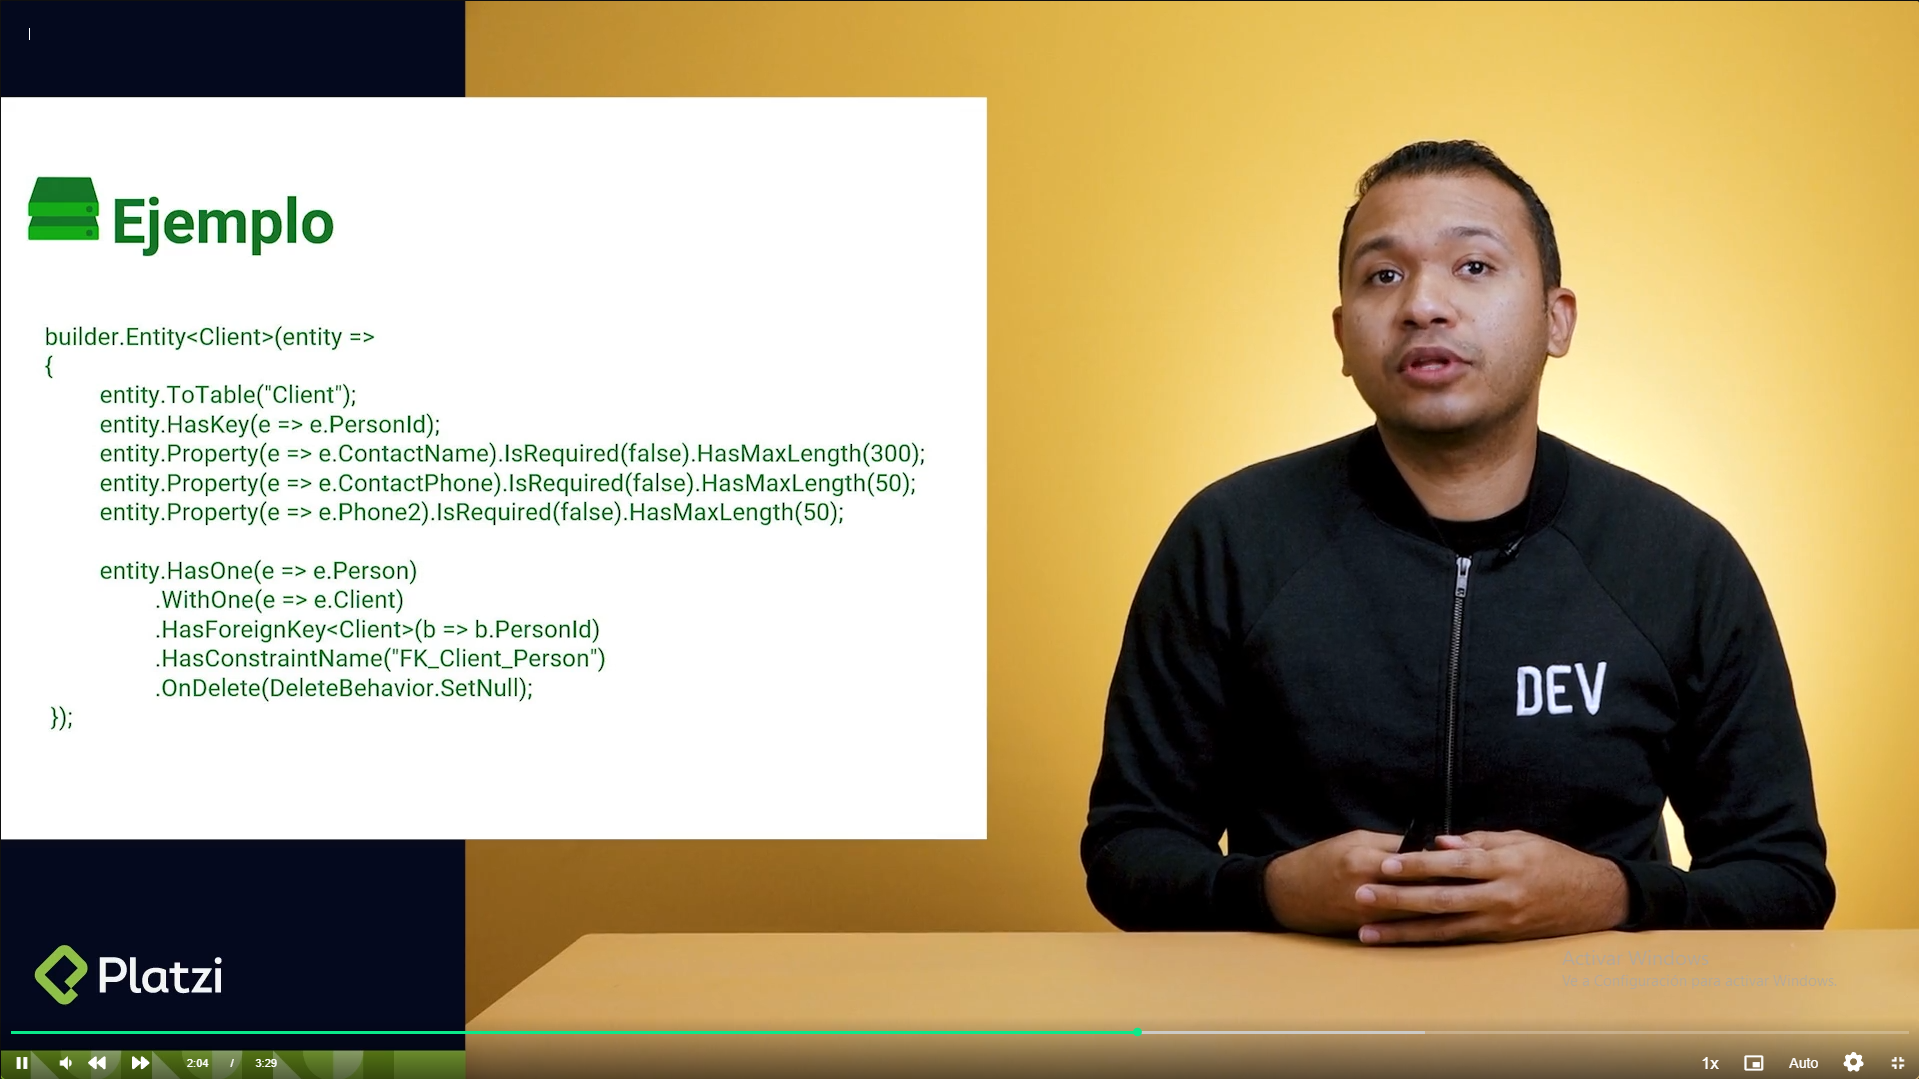 Ejemplo
builder.Entity<Client>(entity =>
{
entity.ToTable("Client");
entity.HasKey(e => e.PersonId);
entity.Property(e => e.ContactName).IsRequired(false).HasMaxLength(300);
entity.Property(e => e.ContactPhone).IsRequired(false).HasMaxLength(50);
entity.Property(e => e.Phone2).IsRequired(false).HasMaxLength(50);
entity.HasOne(e => e.Person)
.WithOne(e => e.Client)
.HasForeignKey<Client>(b => b.PersonId)
.HasConstraintName("FK_Client_Person")
.OnDelete(DeleteBehavior.SetNull);
});
DEV
Platzi
Activar Windows
Ve a Configuración para activar Windows.
2:04 / 3:29
1x
Auto